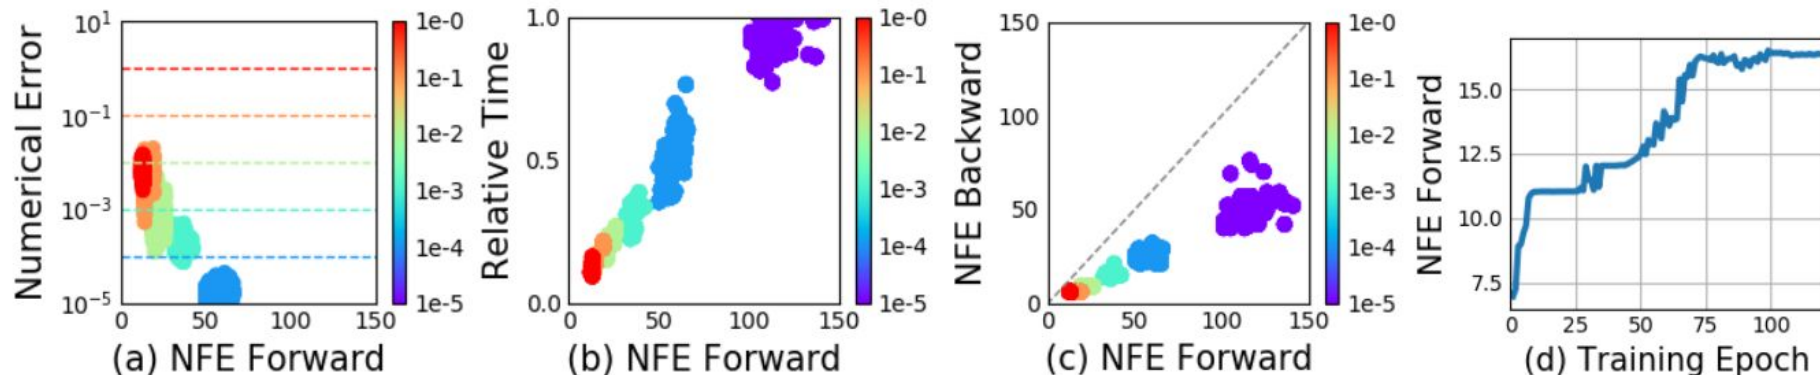 Numerical Error
10¹
10⁻¹
10⁻³
10⁻⁵
0 50 100 150
(a) NFE Forward
1e-0
1e-1
1e-2
1e-3
1e-4
1e-5
Relative Time
1.0
0.5
0.0
0 50 100 150
(b) NFE Forward
1e-0
1e-1
1e-2
1e-3
1e-4
1e-5
NFE Backward
150
100
50
0
0 50 100 150
(c) NFE Forward
1e-0
1e-1
1e-2
1e-3
1e-4
1e-5
NFE Forward
15.0
12.5
10.0
7.5
0 25 50 75 100
(d) Training Epoch